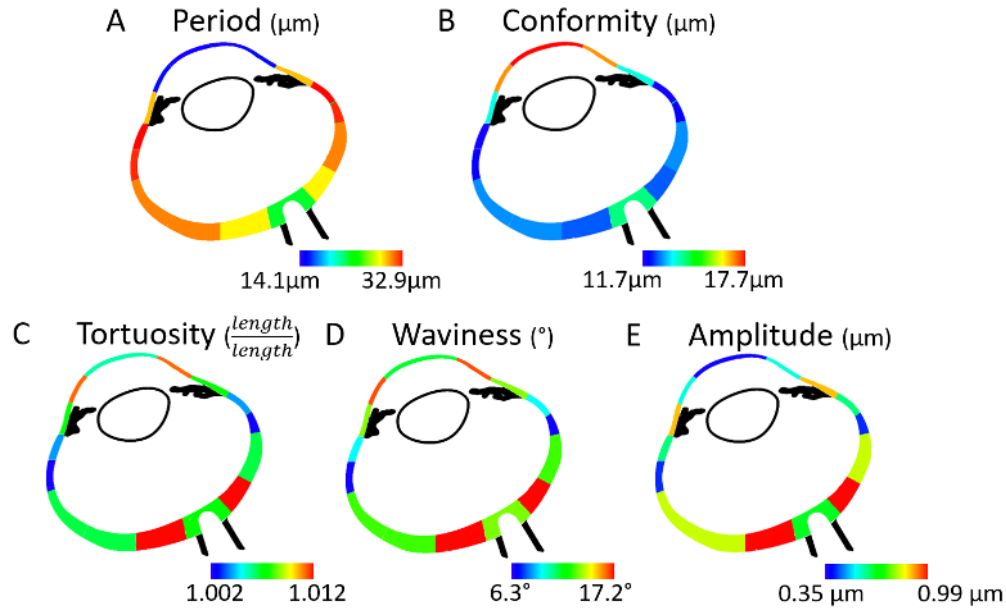 A Period (μm)
B Conformity (μm)
14.1μm 32.9μm
11.7μm 17.7μm
C Tortuosity (length/length)
D Waviness (°)
E Amplitude (μm)
1.002 1.012
6.3° 17.2°
0.35 μm 0.99 μm